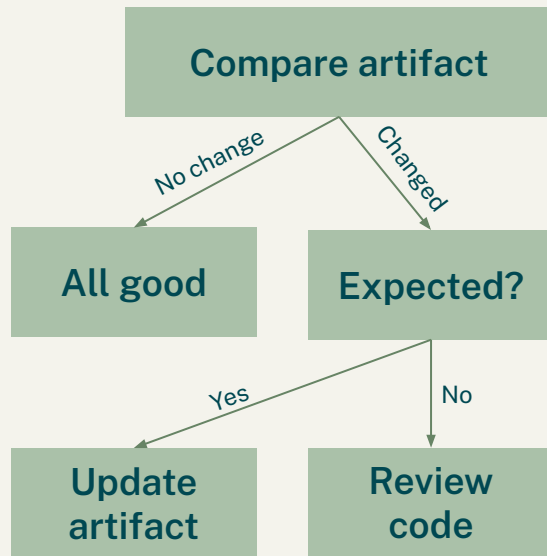 Compare artifact
No change
Changed
All good
Expected?
Yes
No
Update
artifact
Review
code